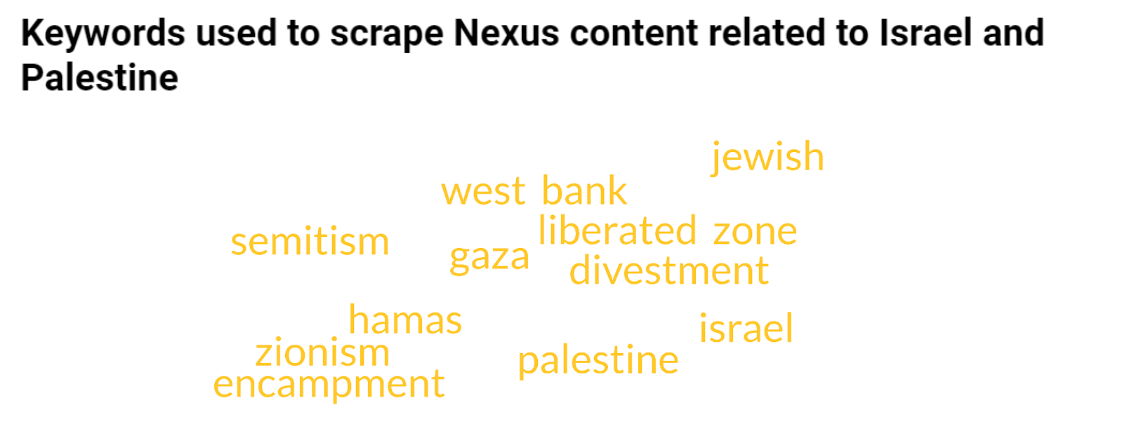 Keywords used to scrape Nexus content related to Israel and
Palestine
jewish
west bank
liberated zone
semitism
gaza
divestment
hamas
israel
zionism
palestine
encampment